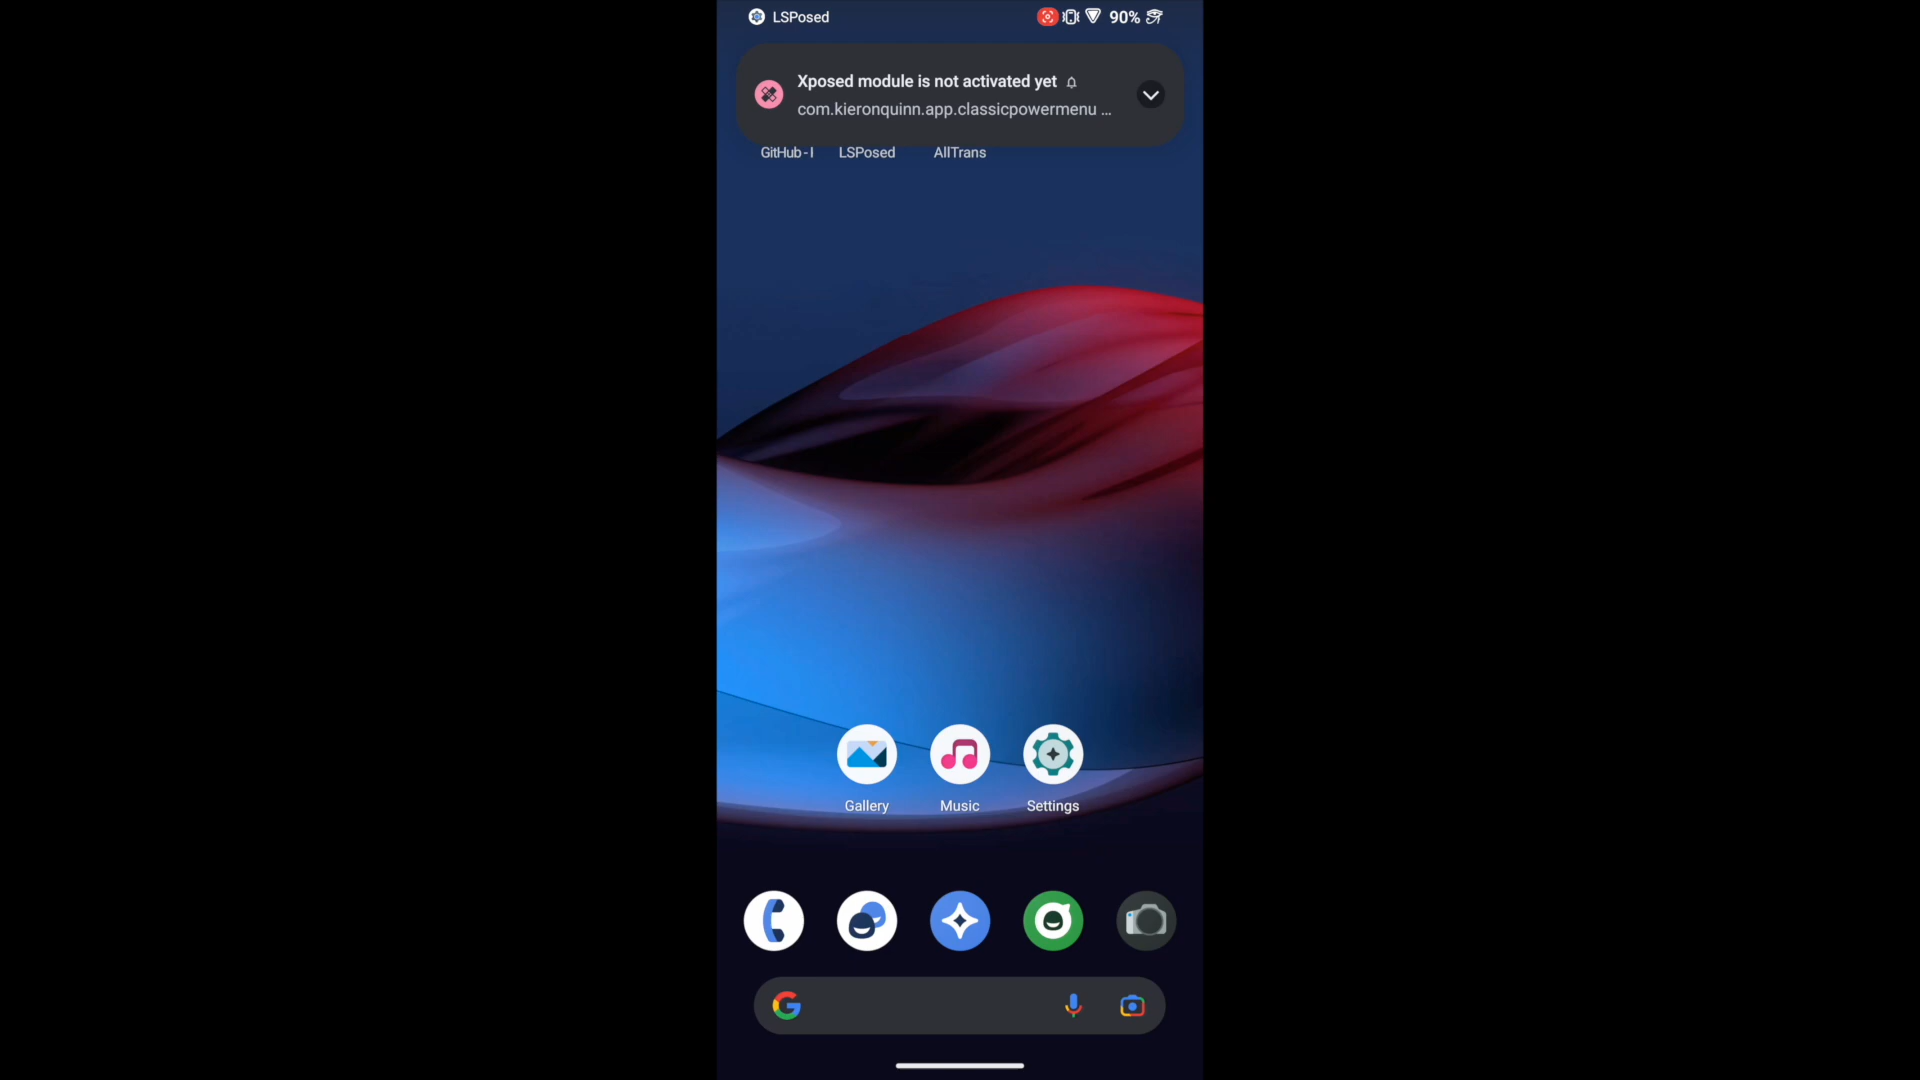 LSPosed
90%
Xposed module is not activated yet
com.kieronquinn.app.classicpowermenu ...
GitHub-I LSPosed AllTrans
Gallery Music Settings